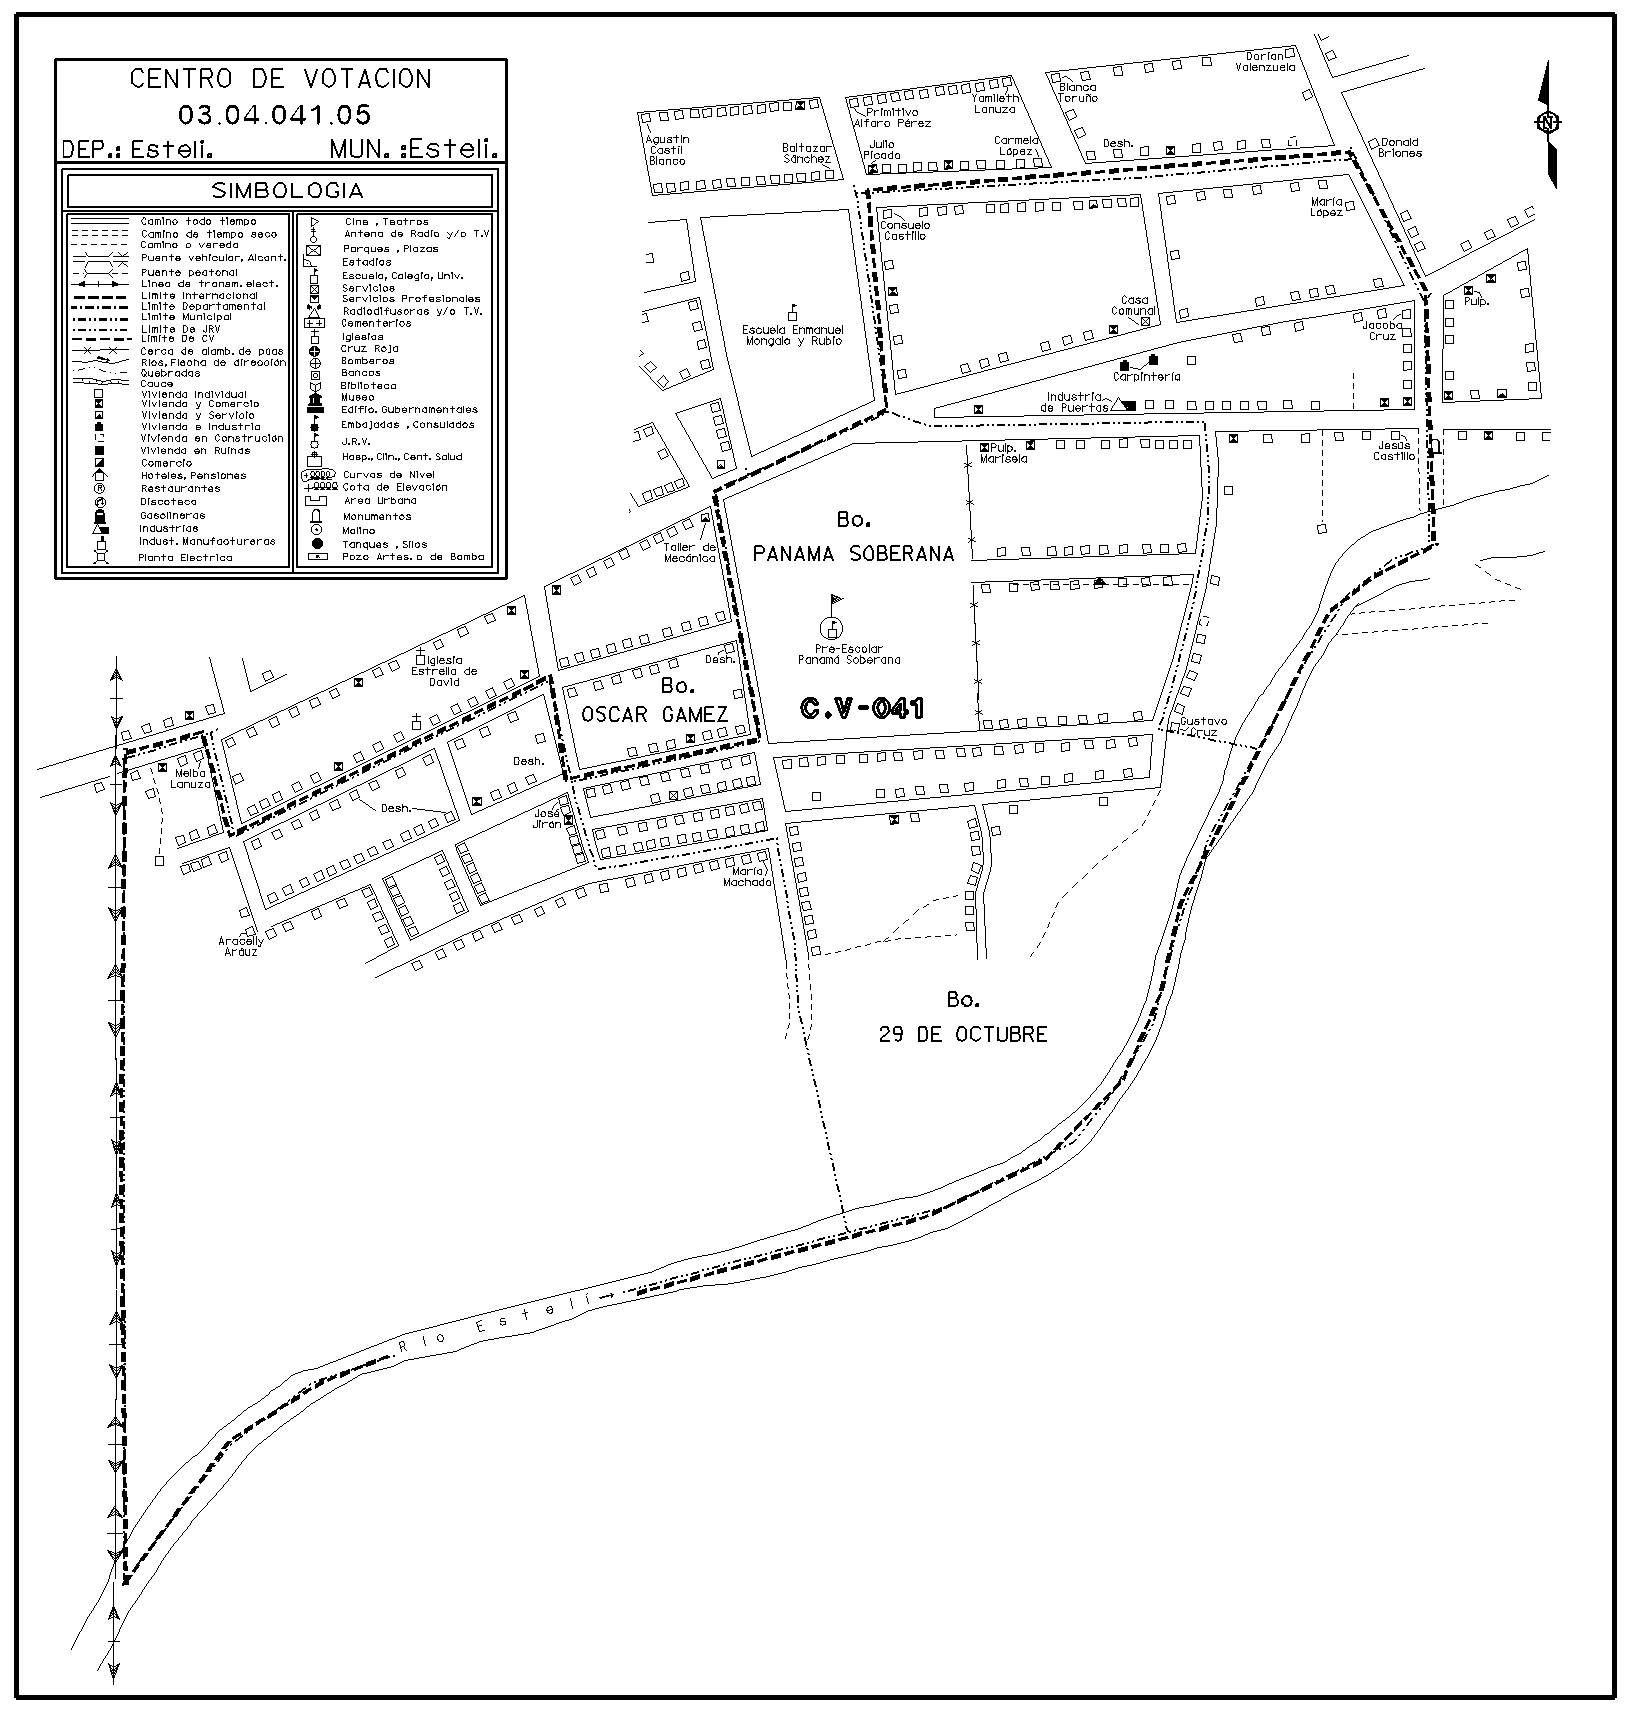 CENTRO DE VOTACION
03.04.041.05
DEP.: Esteli. MUN. :Esteli.
SIMBOLOGIA
Camino todo tiempo
Camino de tiempo seco
Camino o vereda
Puente vehicular, Alcant.
Puente peatonal
Linea de transm. elect.
Limite Internacional
Limite Departamental
Limite Municipal
Limite De JRV
Limite De CV
Cerca de alamb. de púas
Rios, Flecha de dirección
Quebradas
Cauce
Vivienda Individual
Vivienda y Comercio
Vivienda y Servicio
Vivienda e Industria
Vivienda en Construción
Vivienda en Ruinas
Comercio
Hoteles, Pensiones
Restaurantes
Discoteca
Gasolineras
Industrias
Indust. Manufactureras
Planta Electrica
Cine , Teatros
Antena de Radio y/o T.V
Parques , Plazas
Estadios
Escuela, Colegio, Univ.
Servicios
Servicios Profesionales
Radiodifusoras y/o T.V.
Cementerios
Iglesias
Cruz Roja
Bomberos
Bancos
Biblioteca
Museo
Edific. Gubernamentales
Embajadas , Consulados
J.R.V.
Hosp., Clin., Cent. Salud
Curvas de Nivel
Cota de Elevación
Area Urbana
Monumentos
Molino
Tanques , Silos
Pozo Artes. o de Bomba
N
Darían
Valenzuela
Blanca
Toruño
Yamileth
Lanuza
Primitivo
Alfaro Pérez
Agustin
Castil
Blanco
Baltazar
Sánchez
Julio
Picado
Carmela
López
Desh.
Donald
Briones
María
López
Consuelo
Castillo
Casa
Comunal
Pulp.
Jacoba
Cruz
Escuela Enmanuel
Mongalo y Rubio
Carpintería
Industria
de Puertas
Pulp.
Marisela
Jesús
Castillo
Bo.
PANAMA SOBERANA
Taller de
Mecánica
Pre-Escolar
Panamá Soberana
Desh.
Iglesia
Estrella de
David
Bo.
OSCAR GAMEZ
C.V-041
Gustavo
Cruz
Desh.
Melba
Lanuza
Desh.
José
Jirón
María
Machado
Aracelly
Aráuz
Bo.
29 DE OCTUBRE
Río Estelí